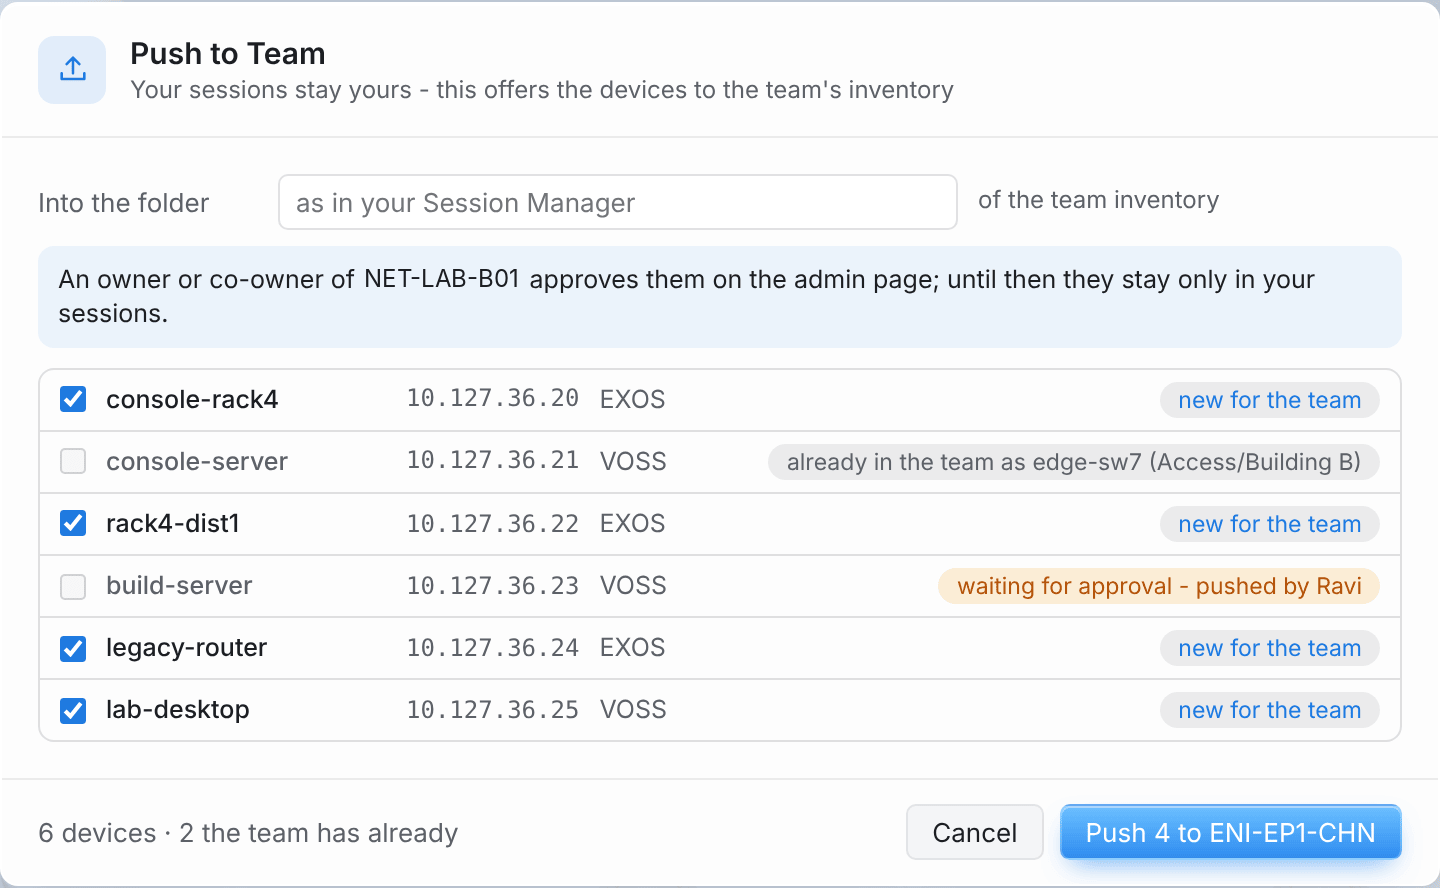 Push to Team
Your sessions stay yours - this offers the devices to the team's inventory
Into the folder as in your Session Manager of the team inventory
An owner or co-owner of NET-LAB-B01 approves them on the admin page; until then they stay only in your
sessions.
console-rack4 10.127.36.20 EXOS new for the team
console-server 10.127.36.21 VOSS already in the team as edge-sw7 (Access/Building B)
rack4-dist1 10.127.36.22 EXOS new for the team
build-server 10.127.36.23 VOSS waiting for approval - pushed by Ravi
legacy-router 10.127.36.24 EXOS new for the team
lab-desktop 10.127.36.25 VOSS new for the team
6 devices · 2 the team has already Cancel Push 4 to ENI-EP1-CHN